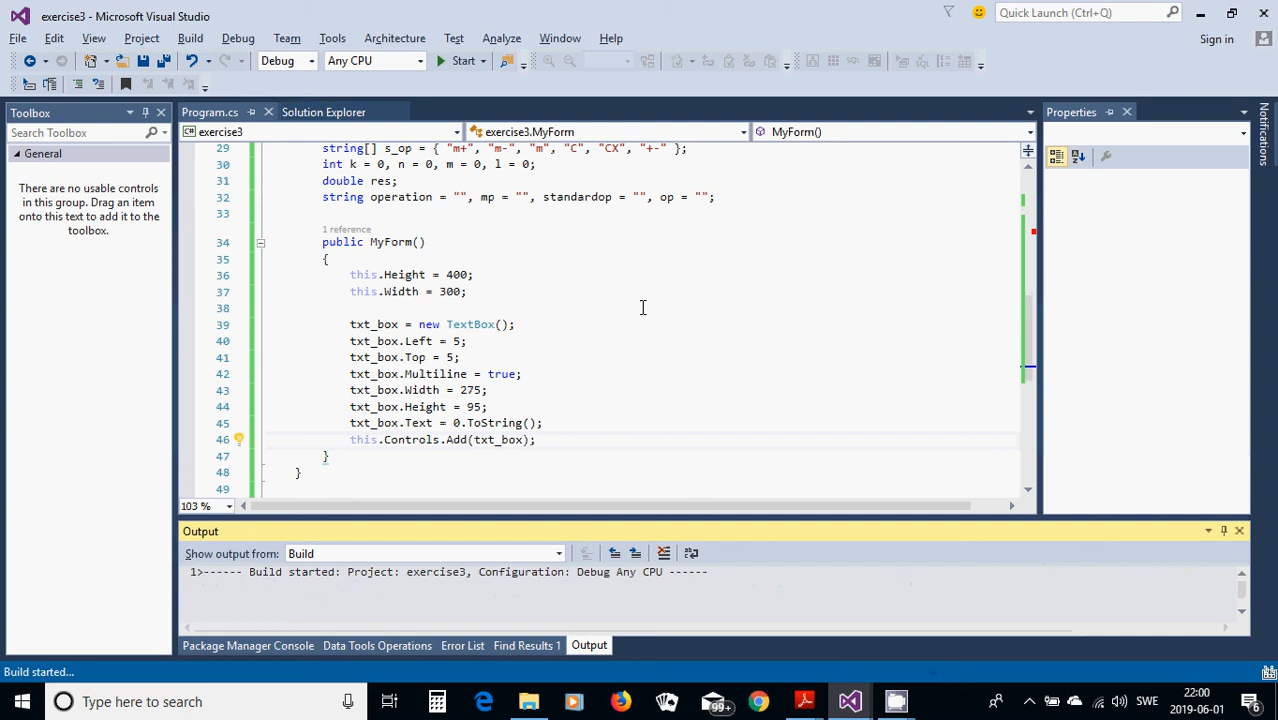 exercise3 - Microsoft Visual Studio
Quick Launch (Ctrl+Q)
File Edit View Project Build Debug Team Tools Architecture Test Analyze Window Help
Sign in
Debug Any CPU Start
Toolbox
Program.cs Solution Explorer
Properties
Notifications
Search Toolbox
exercise3 exercise3.MyForm MyForm()
General
There are no usable controls
in this group. Drag an item
onto this text to add it to the
toolbox.
29 string[] s_op = { "m+", "m-", "m", "C", "CX", "+-" };
30 int k = 0, n = 0, m = 0, l = 0;
31 double res;
32 string operation = "", mp = "", standardop = "", op = "";
33
1 reference
34 public MyForm()
35 {
36 this.Height = 400;
37 this.Width = 300;
38
39 txt_box = new TextBox();
40 txt_box.Left = 5;
41 txt_box.Top = 5;
42 txt_box.Multiline = true;
43 txt_box.Width = 275;
44 txt_box.Height = 95;
45 txt_box.Text = 0.ToString();
46 this.Controls.Add(txt_box);
47 }
48 }
49
103 %
Output
Show output from: Build
1>------ Build started: Project: exercise3, Configuration: Debug Any CPU ------
Package Manager Console Data Tools Operations Error List Find Results 1 Output
Build started...
Type here to search
99+
SWE
22:00
2019-06-01
6